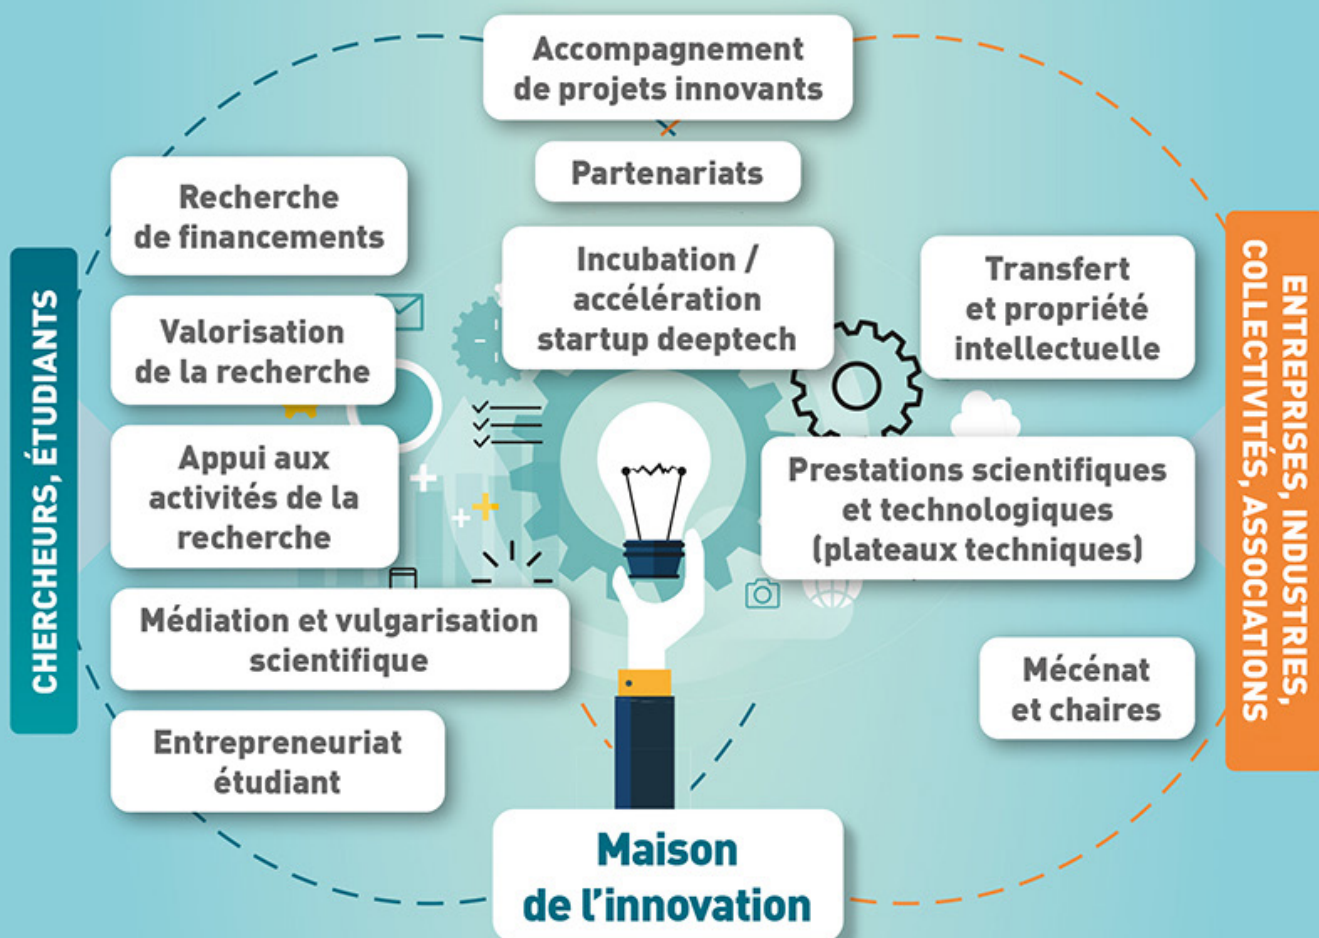 Accompagnement
de projets innovants
Partenariats
Incubation /
accélération
startup deeptech
CHERCHEURS, ÉTUDIANTS
Recherche
de financements
Valorisation
de la recherche
Appui aux
activités de la
recherche
Médiation et vulgarisation
scientifique
Entrepreneuriat
étudiant
Transfert
et propriété
intellectuelle
Prestations scientifiques
et technologiques
(plateaux techniques)
Mécénat
et chaires
ENTREPRISES, INDUSTRIES,
COLLECTIVITÉS, ASSOCIATIONS
Maison
de l'innovation